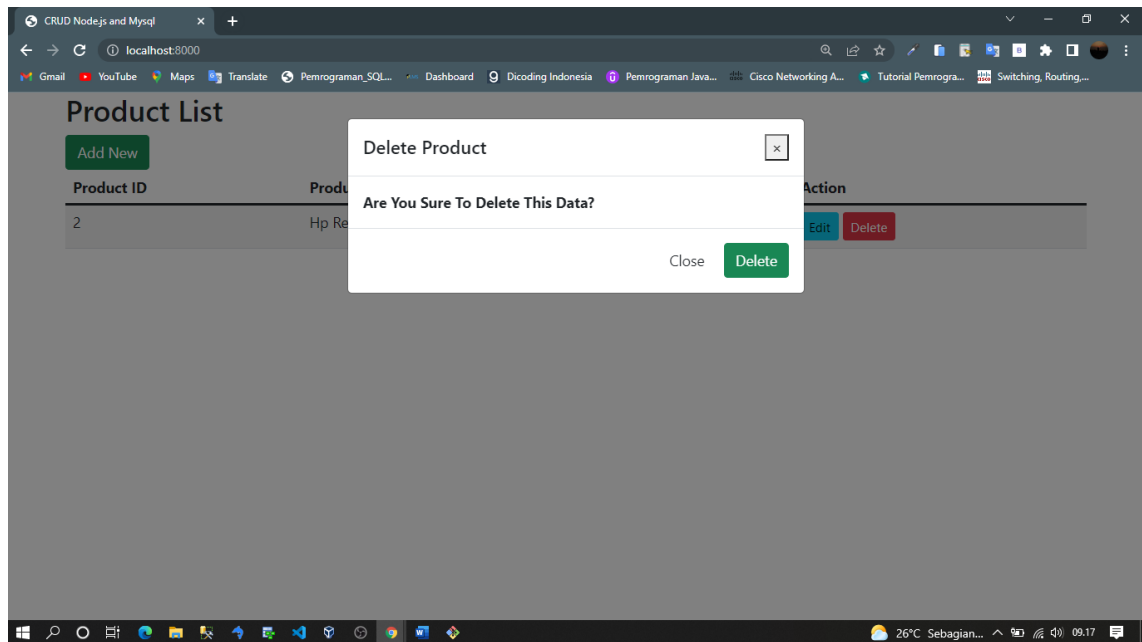 CRUD Node.js and Mysql
localhost:8000
Gmail YouTube Maps Translate Pemrograman_SQL... Dashboard Dicoding Indonesia Pemrograman Java... Cisco Networking A... Tutorial Pemrogra... Switching, Routing,...
Product List
Add New
Delete Product ×
Product ID Produ Action
Are You Sure To Delete This Data?
2 Hp Re Edit Delete
Close Delete
26°C Sebagian... 09.17